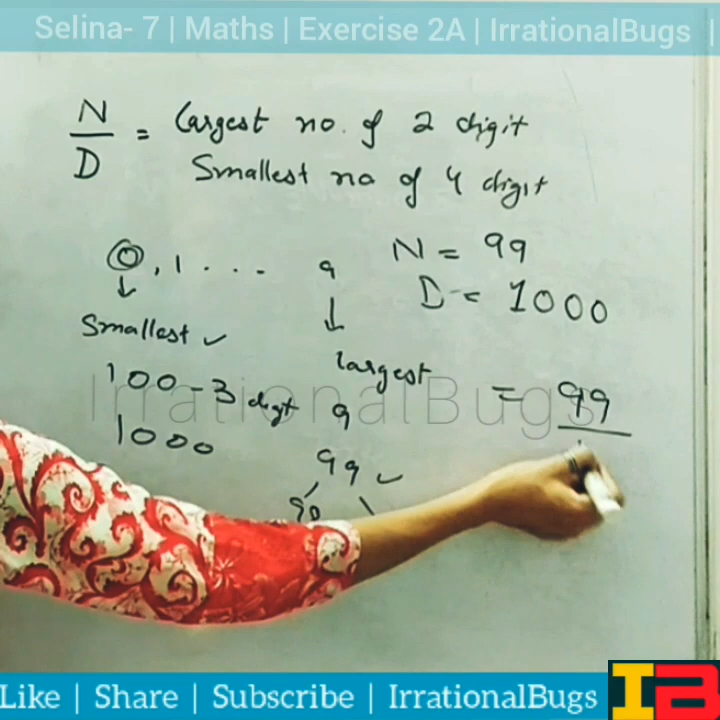 Selina- 7 | Maths | Exercise 2A | IrrationalBugs |
N/D = Largest no. of 2 digit
Smallest no of 4 digit
0, 1 . . . . 9
N = 99
D = 1000
Smallest ✓
largest
100 - 3 digit
9
= 99
1000
99 ✓
90
IrrationalBugs
Like | Share | Subscribe | IrrationalBugs
IB